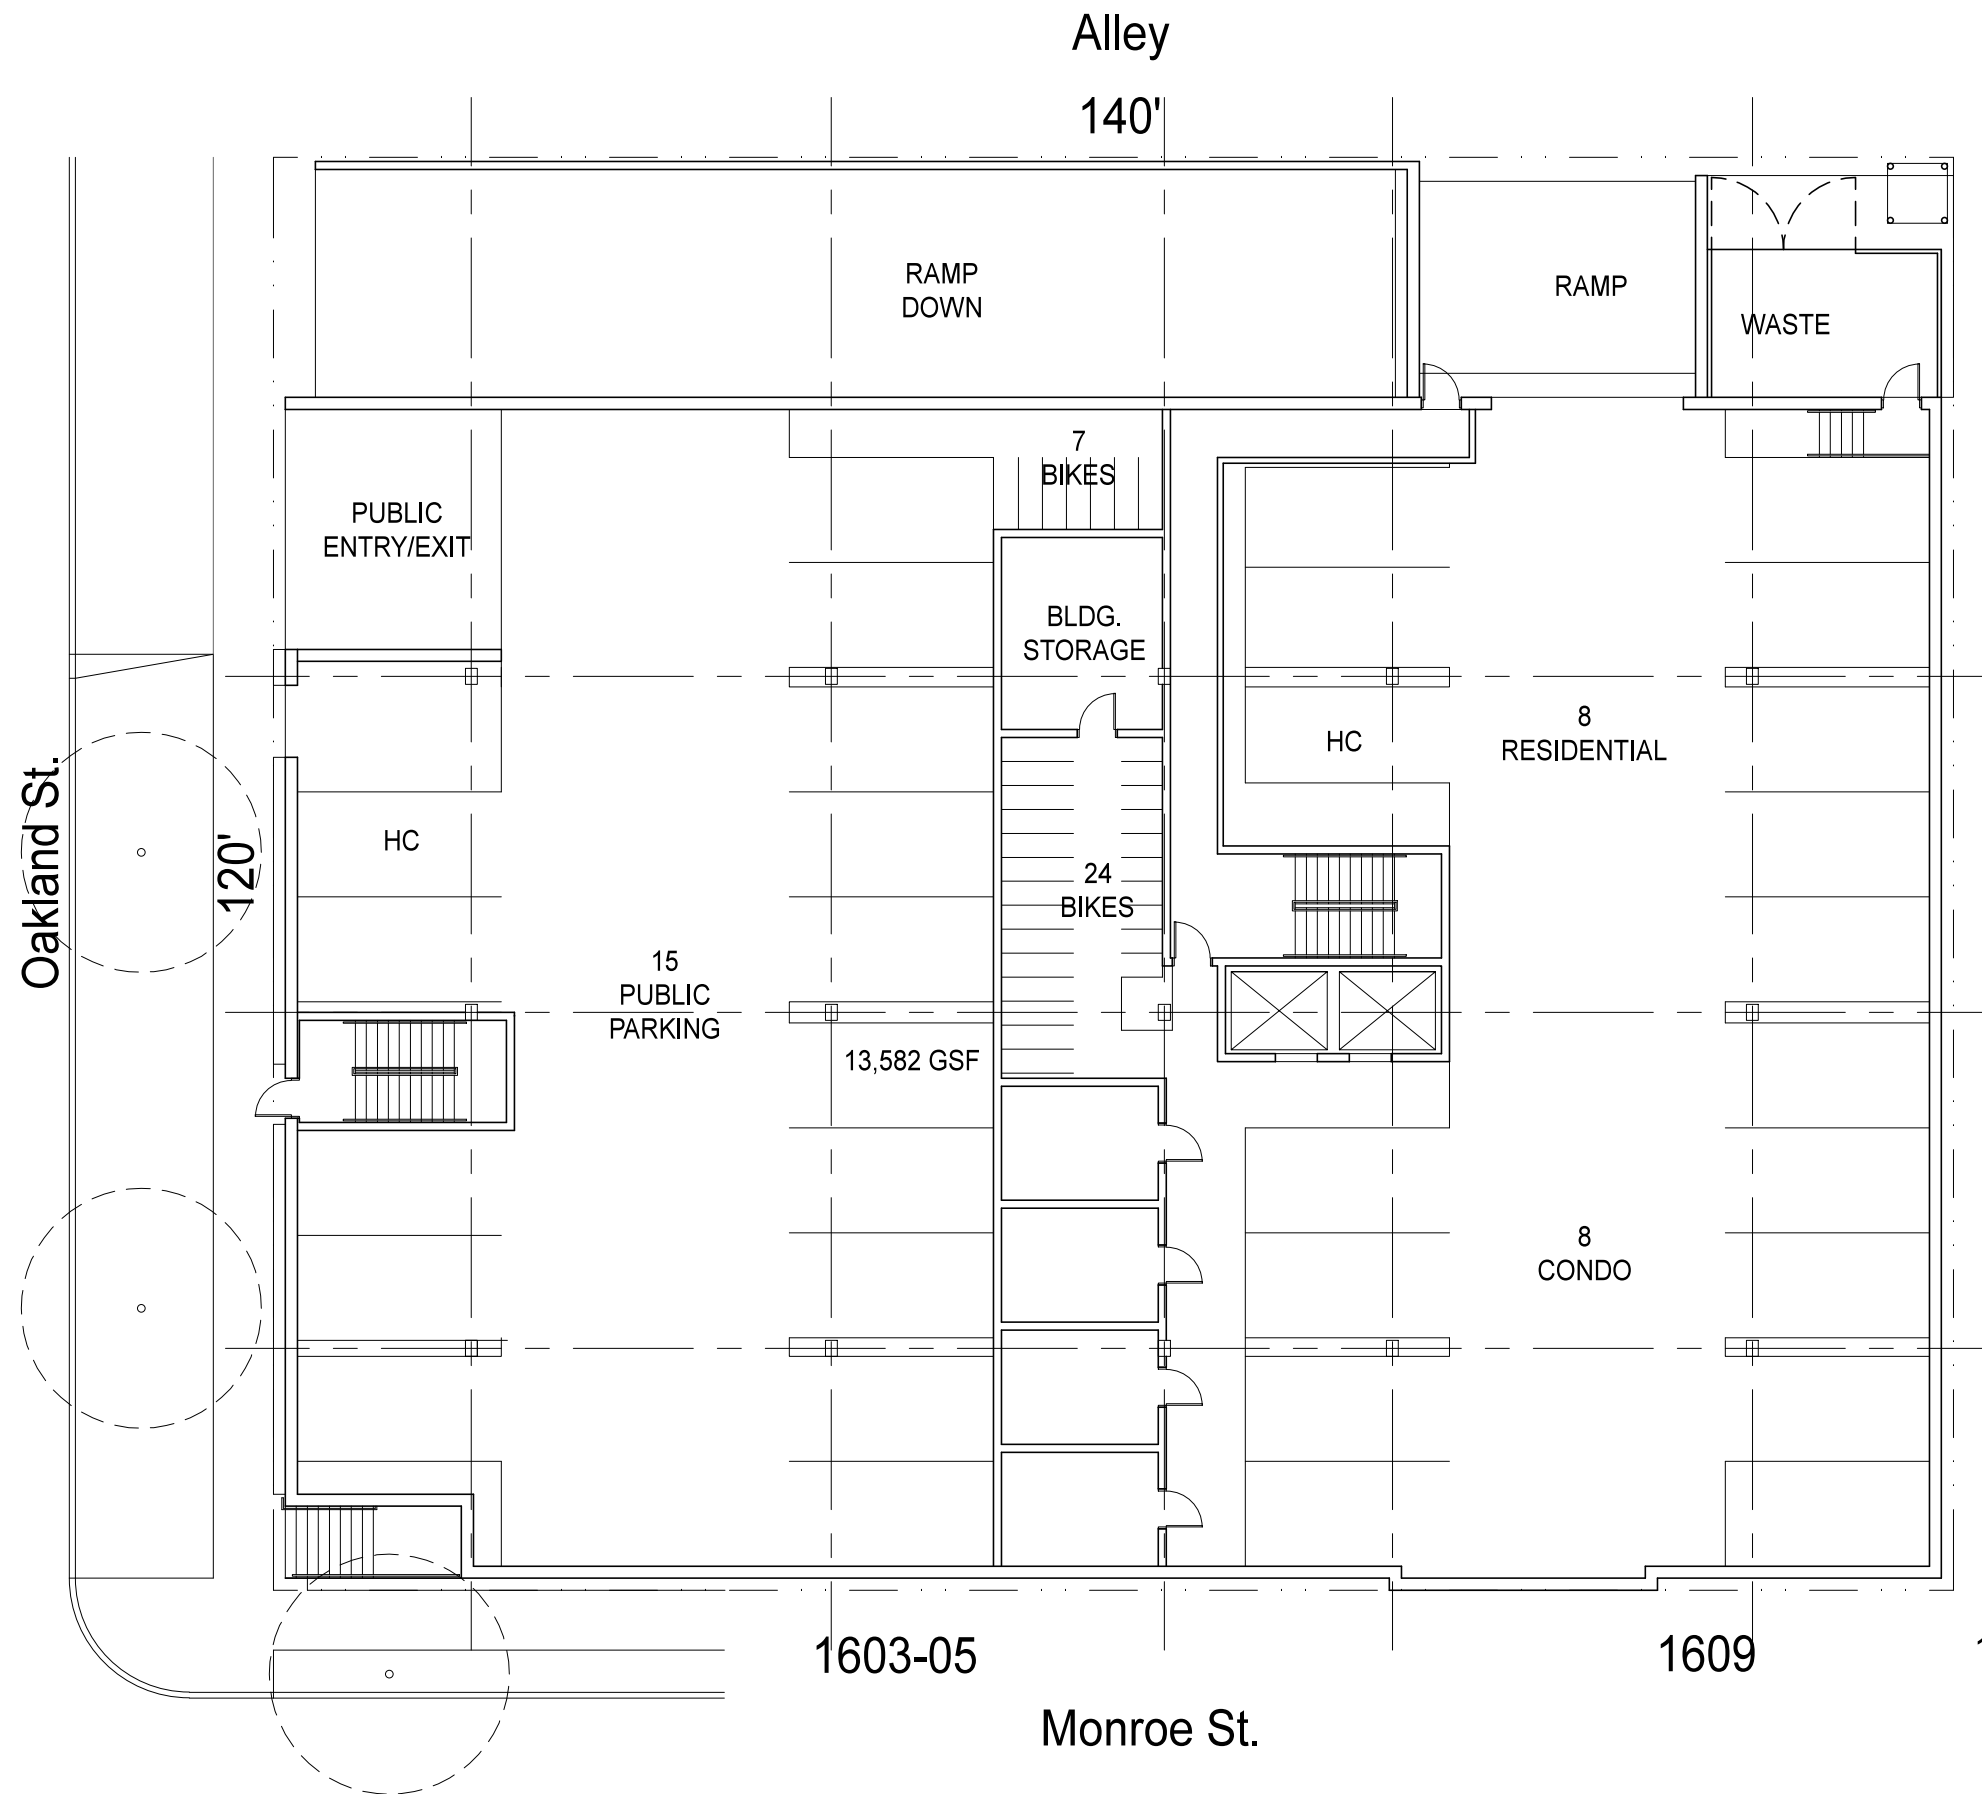 Alley
140'
RAMP
DOWN
RAMP
WASTE
7
BIKES
PUBLIC
ENTRY/EXIT
BLDG.
STORAGE
8
RESIDENTIAL
HC
Oakland St.
120'
HC
24
BIKES
15
PUBLIC
PARKING
13,582 GSF
8
CONDO
1603-05
1609
Monroe St.